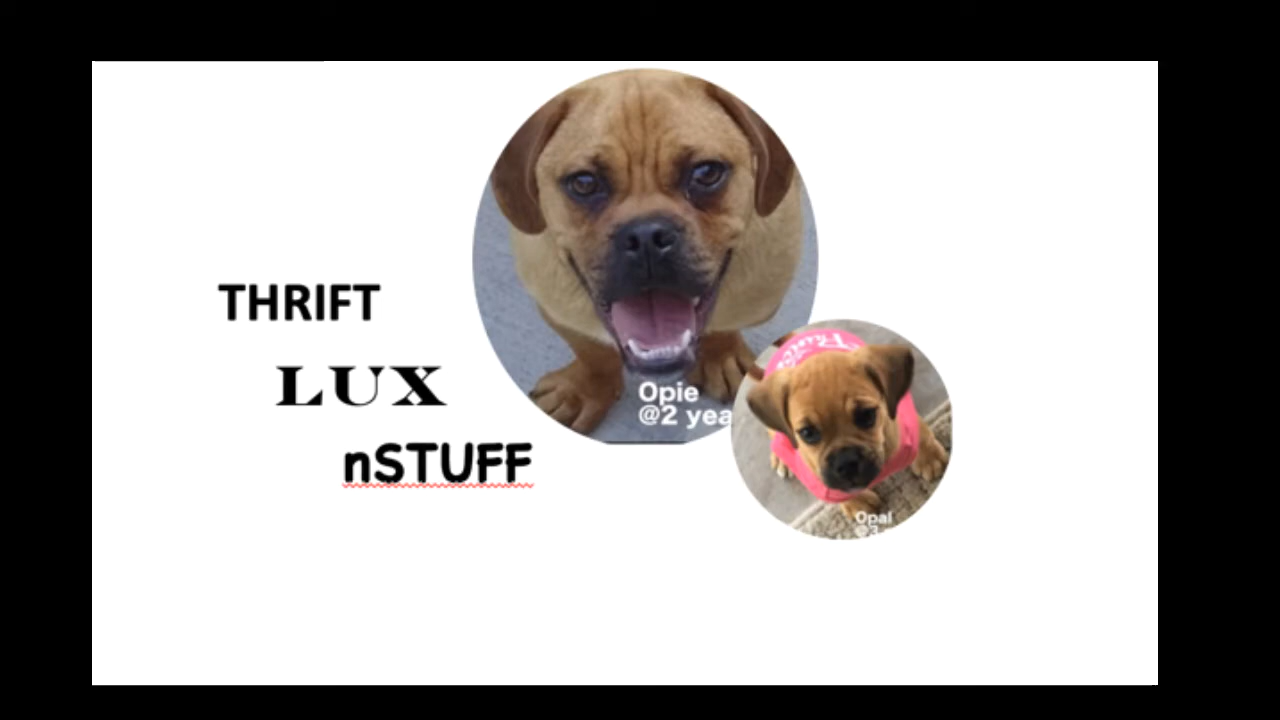 THRIFT
LUX
nSTUFF
Opie
@2 yea
Opal